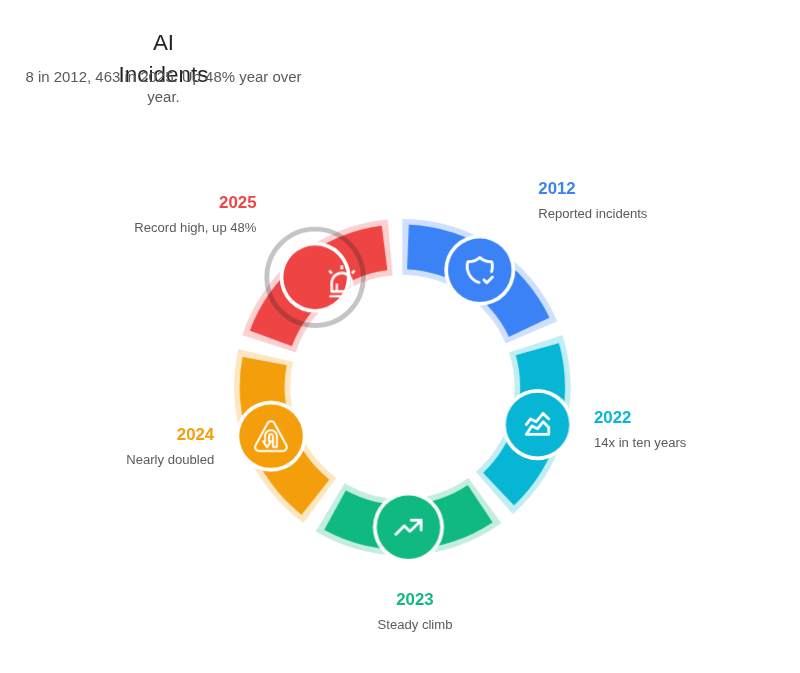 AI
Incidents
8 in 2012, 463 in 2025. Up 48% year over
year.
2012
Reported incidents
2025
Record high, up 48%
2022
14x in ten years
2024
Nearly doubled
2023
Steady climb